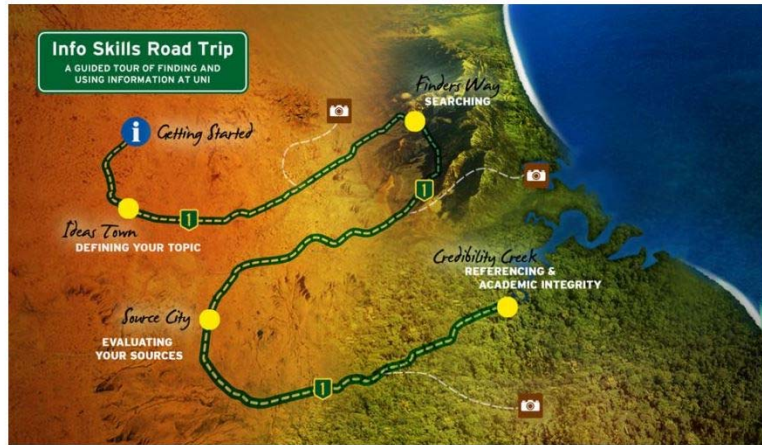 Info Skills Road Trip
A GUIDED TOUR OF FINDING AND
USING INFORMATION AT UNI
Finders Way
SEARCHING
i
Getting Started
1
1
Ideas Town
DEFINING YOUR TOPIC
Credibility Creek
REFERENCING &
ACADEMIC INTEGRITY
Source City
EVALUATING
YOUR SOURCES
1